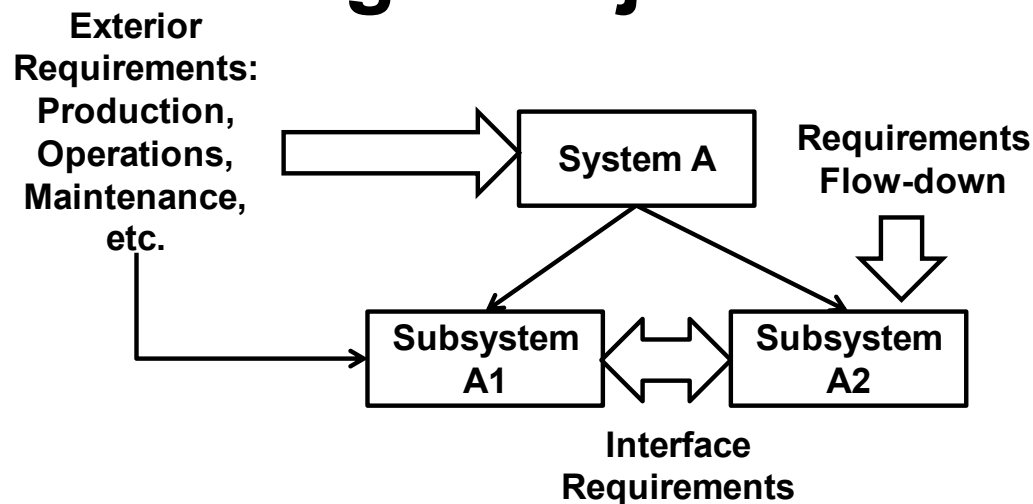 Exterior
Requirements:
Production,
Operations,
Maintenance,
etc.
System A
Requirements
Flow-down
Subsystem
A1
Subsystem
A2
Interface
Requirements